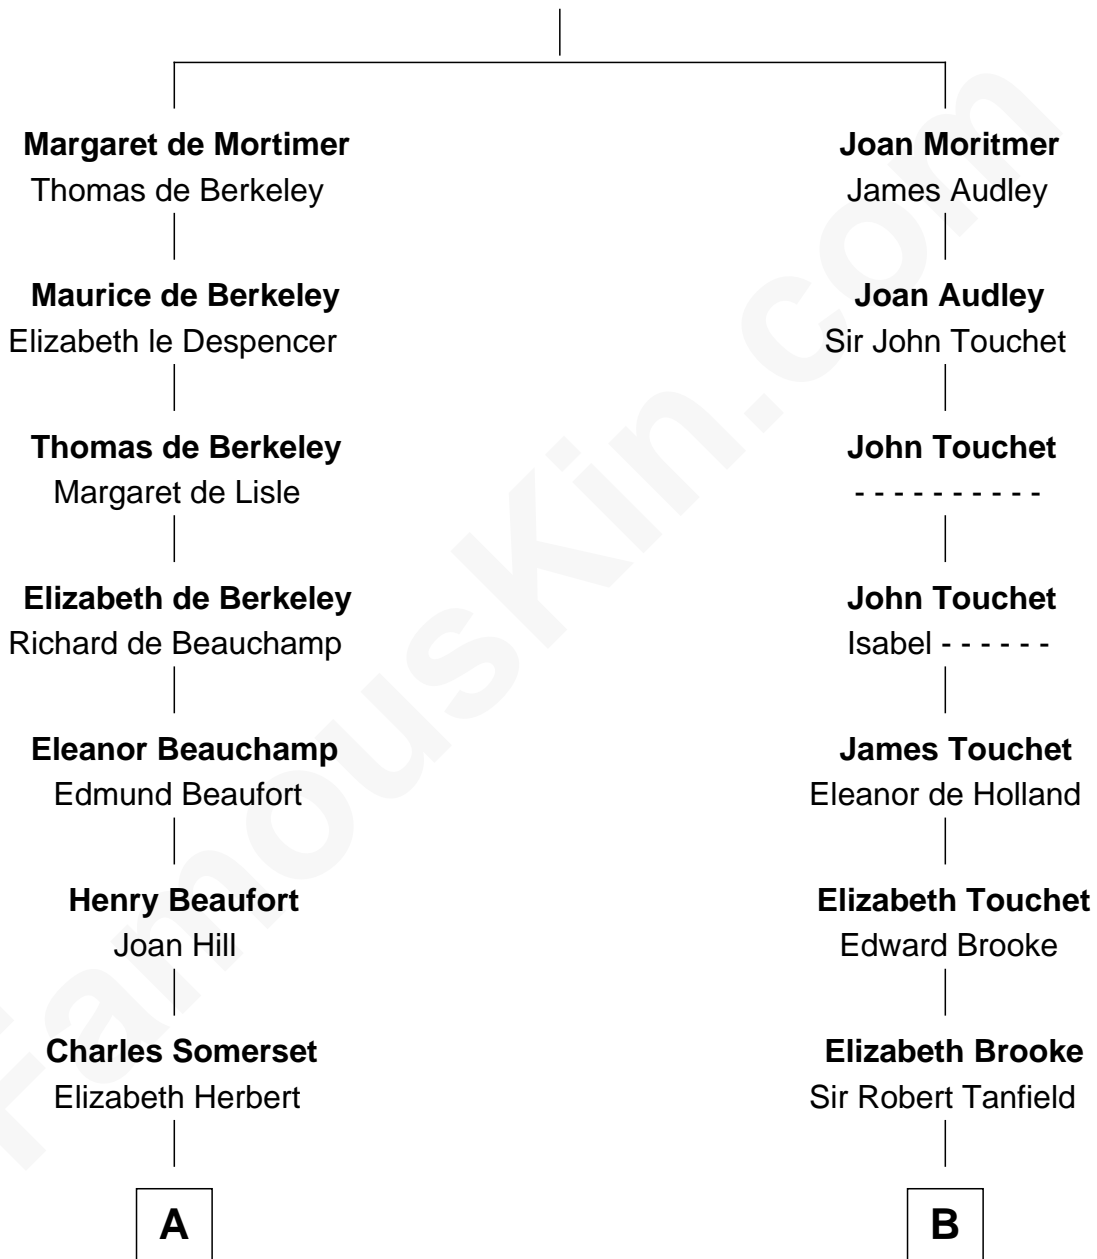 Margaret de Mortimer
Thomas de Berkeley
Maurice de Berkeley
Elizabeth le Despencer
Thomas de Berkeley
Margaret de Lisle
Elizabeth de Berkeley
Richard de Beauchamp
Eleanor Beauchamp
Edmund Beaufort
Henry Beaufort
Joan Hill
Charles Somerset
Elizabeth Herbert
A
Joan Moritmer
James Audley
Joan Audley
Sir John Touchet
John Touchet
- - - - - - - - - -
John Touchet
Isabel - - - - - -
James Touchet
Eleanor de Holland
Elizabeth Touchet
Edward Brooke
Elizabeth Brooke
Sir Robert Tanfield
B
FamousKin.com